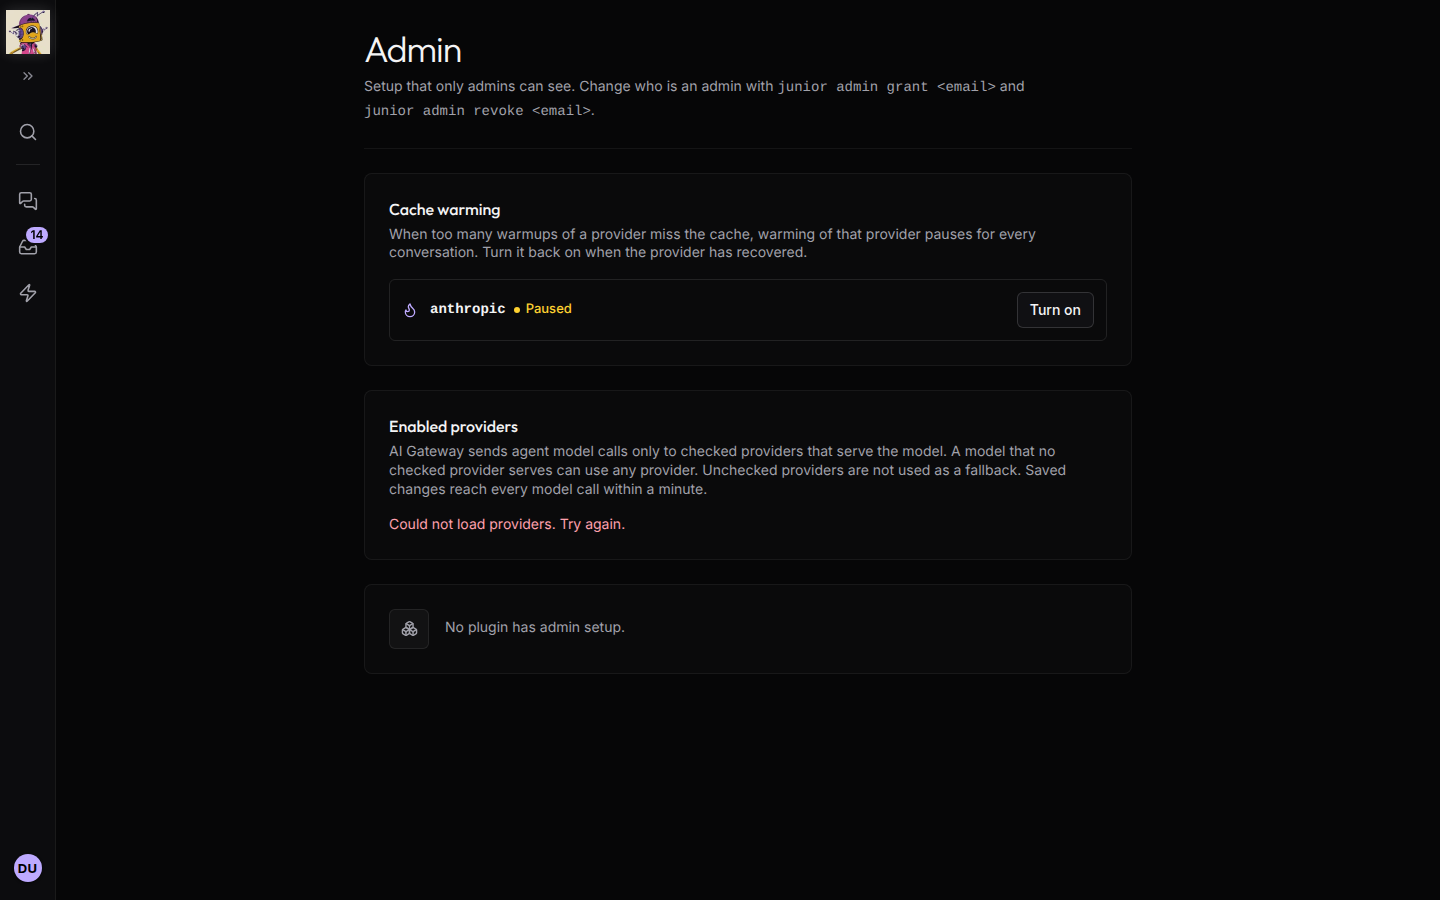 Admin
Setup that only admins can see. Change who is an admin with junior admin grant <email> and
junior admin revoke <email>.
14
Cache warming
When too many warmups of a provider miss the cache, warming of that provider pauses for every
conversation. Turn it back on when the provider has recovered.
anthropic Paused
Turn on
Enabled providers
AI Gateway sends agent model calls only to checked providers that serve the model. A model that no
checked provider serves can use any provider. Unchecked providers are not used as a fallback. Saved
changes reach every model call within a minute.
Could not load providers. Try again.
No plugin has admin setup.
DU